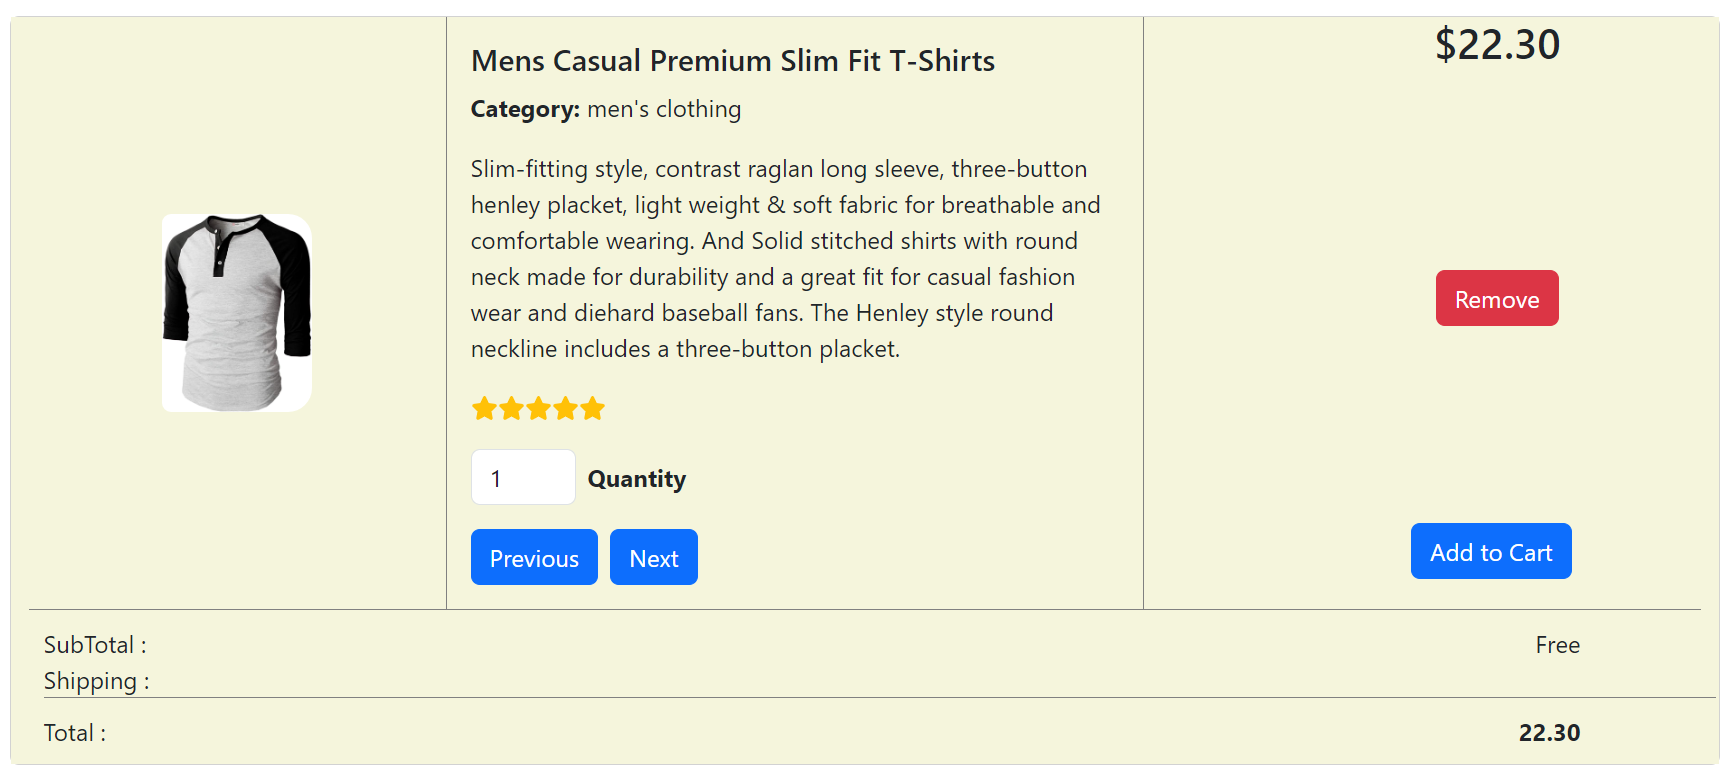 Mens Casual Premium Slim Fit T-Shirts
Category: men's clothing
Slim-fitting style, contrast raglan long sleeve, three-button
henley placket, light weight & soft fabric for breathable and
comfortable wearing. And Solid stitched shirts with round
neck made for durability and a great fit for casual fashion
wear and diehard baseball fans. The Henley style round
neckline includes a three-button placket.
1 Quantity
Previous Next
$22.30
Remove
Add to Cart
SubTotal : Free
Shipping :
Total : 22.30